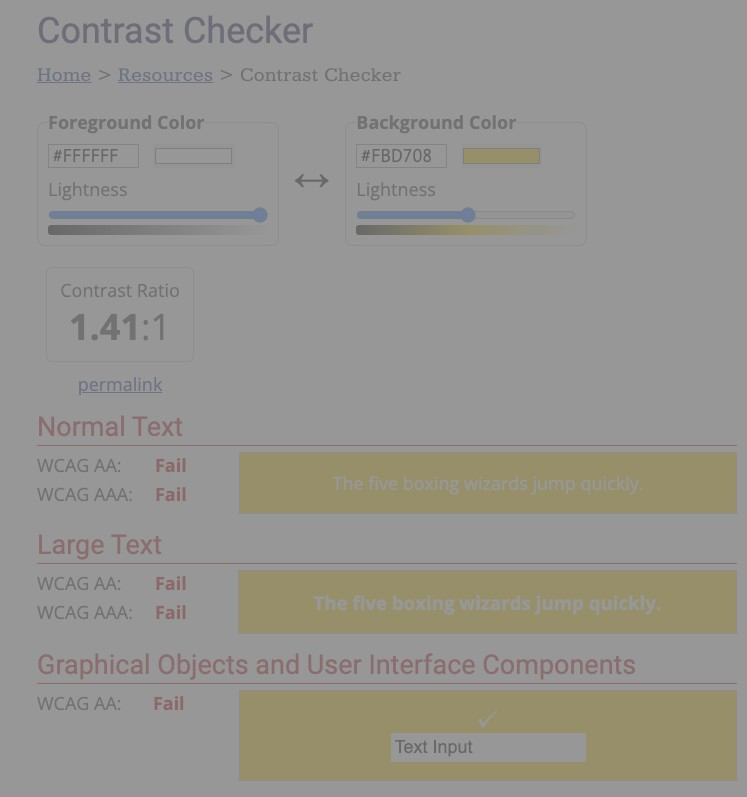 Contrast Checker
Home > Resources > Contrast Checker
Foreground Color
#FFFFFF
Lightness
Background Color
#FBD708
Lightness
Contrast Ratio
1.41:1
permalink
Normal Text
WCAG AA: Fail
WCAG AAA: Fail
The five boxing wizards jump quickly.
Large Text
WCAG AA: Fail
WCAG AAA: Fail
The five boxing wizards jump quickly.
Graphical Objects and User Interface Components
WCAG AA: Fail
Text Input